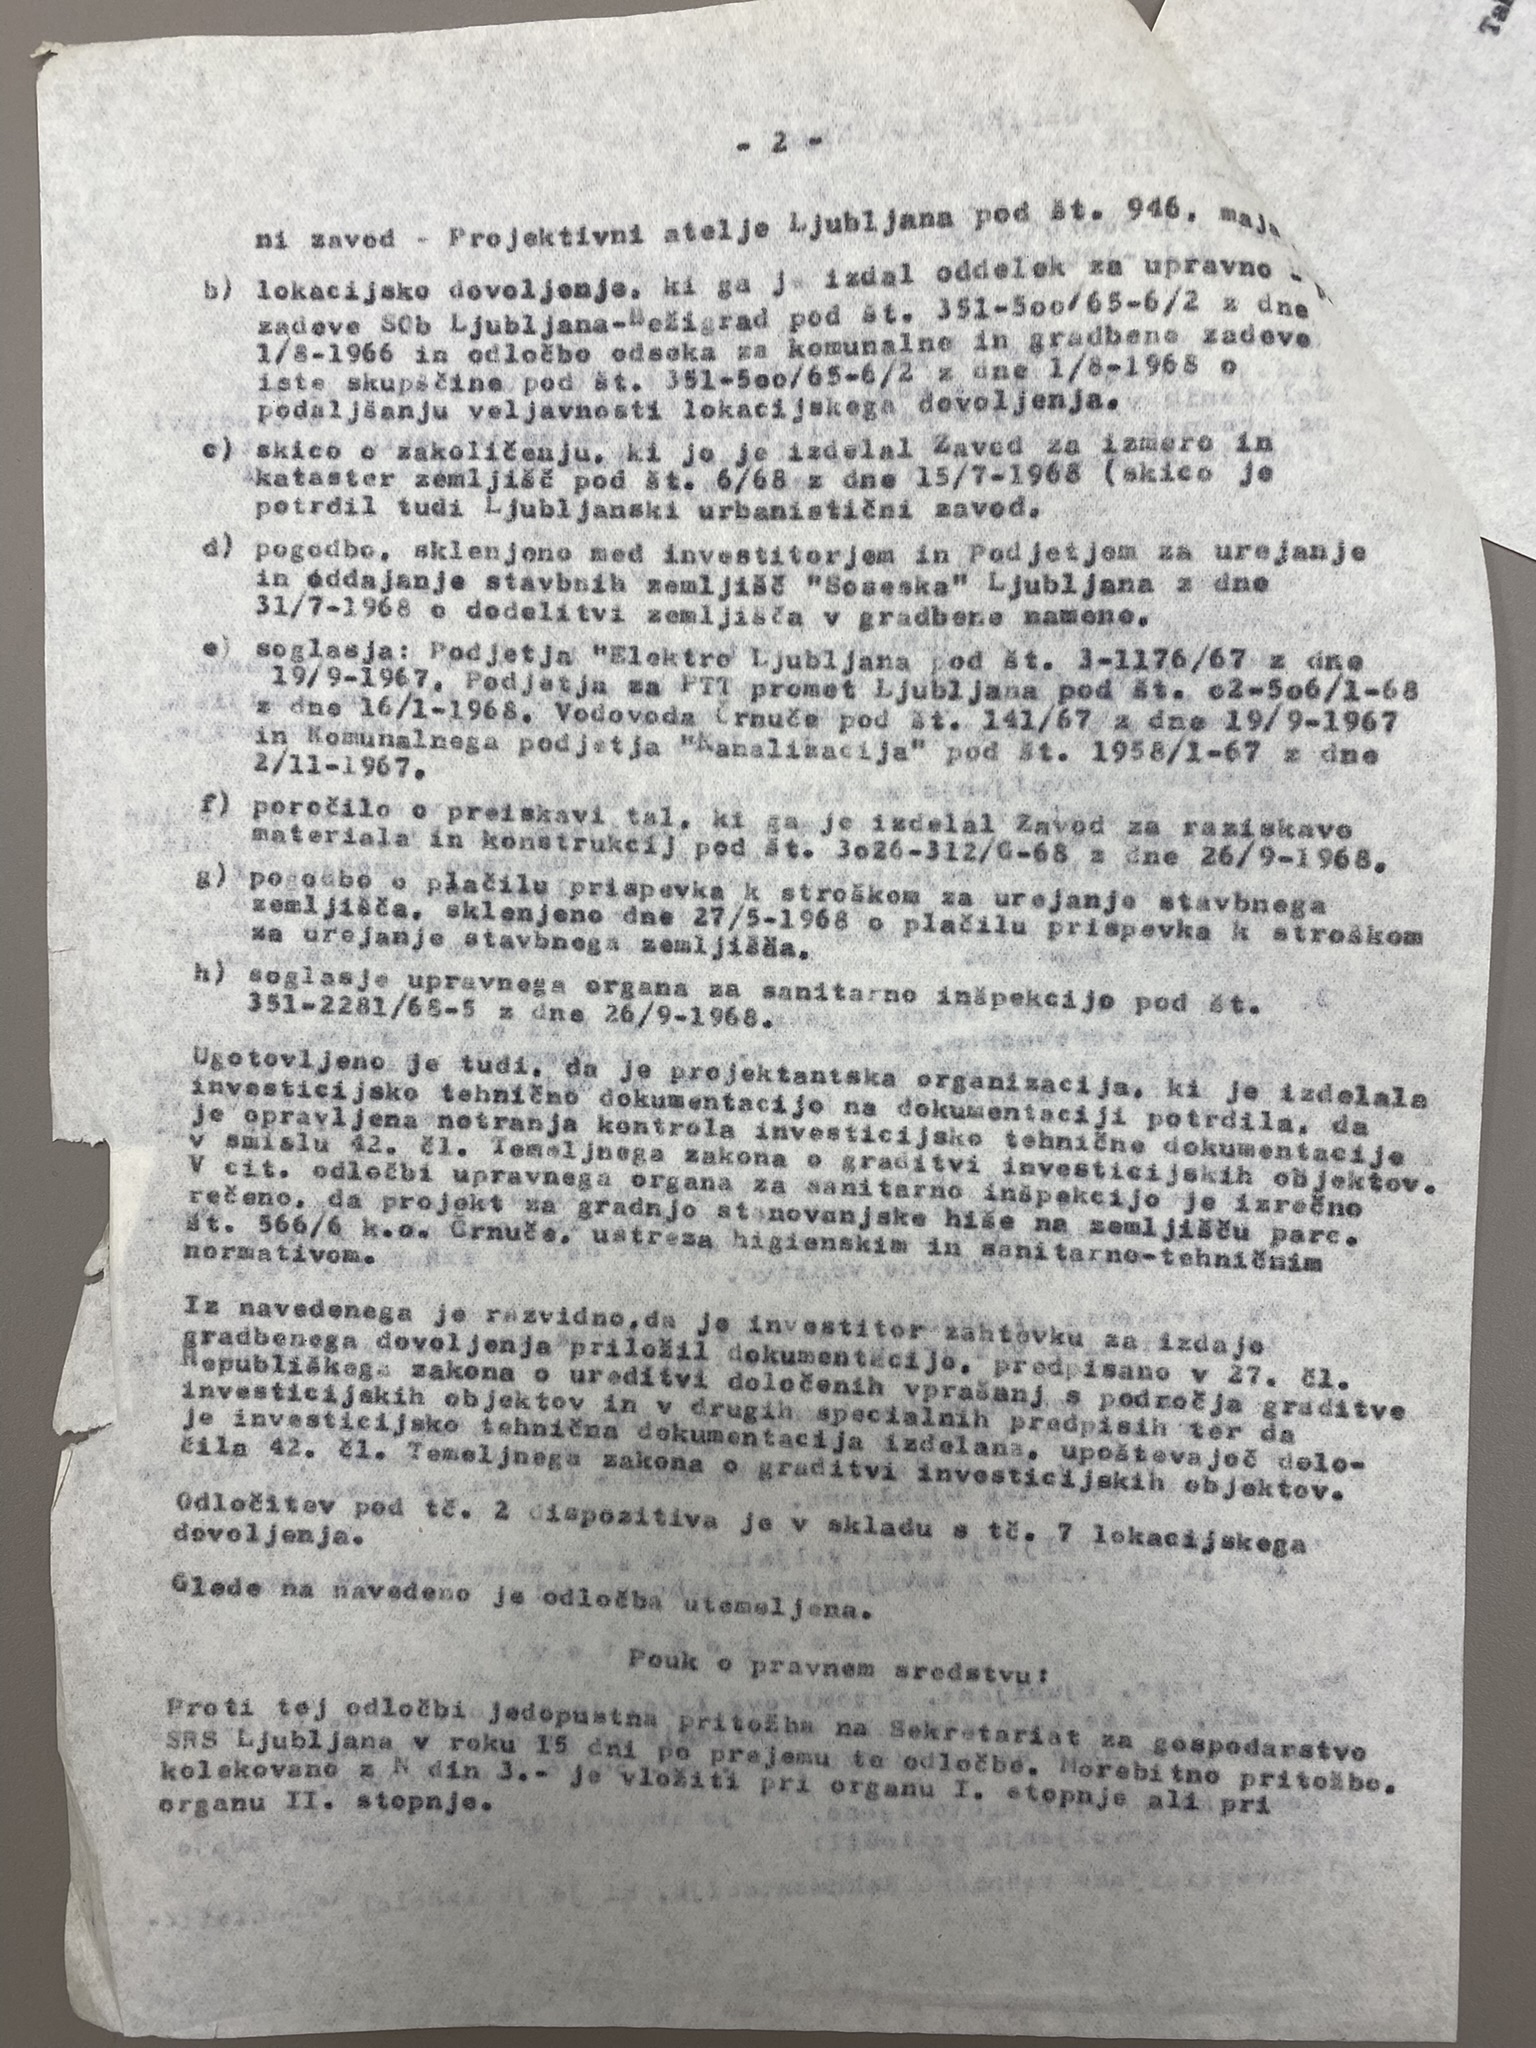 - 2 -
ni zavod - Projektivni atelje Ljubljana pod št. 946, maja
b) lokacijsko dovoljenje, ki ga je izdal oddelek za upravno
zadeve SOb Ljubljana-Bežigrad pod št. 351-5oo/65-6/2 z dne
1/8-1966 in odločbo odseka za komunalne in gradbene zadeve
iste skupščine pod št. 351-5oo/65-6/2 z dne 1/8-1968 o
podaljšanju veljavnosti lokacijskega dovoljenja.
c) skico o zakoličenju, ki jo je izdelal Zavod za izmero in
kataster zemljišč pod št. 6/68 z dne 15/7-1968 (skico je
potrdil tudi Ljubljanski urbanistični zavod.
d) pogodbo, sklenjeno med investitorjem in Podjetjem za urejanje
in oddajanje stavbnih zemljišč "Soseska" Ljubljana z dne
31/7-1968 o dodelitvi zemljišča v gradbene namene.
e) soglasja: Podjetja "Elektro Ljubljana pod št. 3-1176/67 z dne
19/9-1967, Podjetja za PTT promet Ljubljana pod št. o2-5o6/1-68
z dne 16/1-1968, Vodovoda Črnuče pod št. 141/67 z dne 19/9-1967
in Komunalnega podjetja "Kanalizacija" pod št. 1958/1-67 z dne
2/11-1967.
f) poročilo o preiskavi tal, ki ga je izdelal Zavod za raziskavo
materiala in konstrukcij pod št. 3o26-312/G-68 z dne 26/9-1968.
g) pogodbo o plačilu prispevka k stroškom za urejanje stavbnega
zemljišča, sklenjeno dne 27/5-1968 o plačilu prispevka k stroškom
za urejanje stavbnega zemljišča.
h) soglasje upravnega organa za sanitarno inšpekcijo pod št.
351-2281/68-5 z dne 26/9-1968.
Ugotovljeno je tudi, da je projektantska organizacija, ki je izdelala
investicijsko tehnično dokumentacijo na dokumentaciji potrdila, da
je opravljena notranja kontrola investicijsko tehnične dokumentacije
v smislu 42. čl. Temeljnega zakona o graditvi investicijskih objektov.
V cit. odločbi upravnega organa za sanitarno inšpekcijo je izrečno
rečeno, da projekt za gradnjo stanovanjske hiše na zemljišču parc.
št. 566/6 k.o. Črnuče, ustreza higienskim in sanitarno-tehničnim
normativom.
Iz navedenega je razvidno,da je investitor zahtevku za izdajo
gradbenega dovoljenja priložil dokumentacijo, predpisano v 27. čl.
Republiškega zakona o ureditvi določenih vprašanj s področja graditve
investicijskih objektov in v drugih specialnih predpisih ter da
je investicijsko tehnična dokumentacija izdelana, upoštevajoč dolo-
čila 42. čl. Temeljnega zakona o graditvi investicijskih objektov.
Odločitev pod tč. 2 dispozitiva je v skladu s tč. 7 lokacijskega
dovoljenja.
Glede na navedeno je odločba utemeljena.
Pouk o pravnem sredstvu:
Proti tej odločbi jedopustna pritožba na Sekretariat za gospodarstvo
SRS Ljubljana v roku 15 dni po prejemu te odločbe. Morebitno pritožbo,
kolekovano z N din 3.- je vložiti pri organu I. stopnje ali pri
organu II. stopnje.